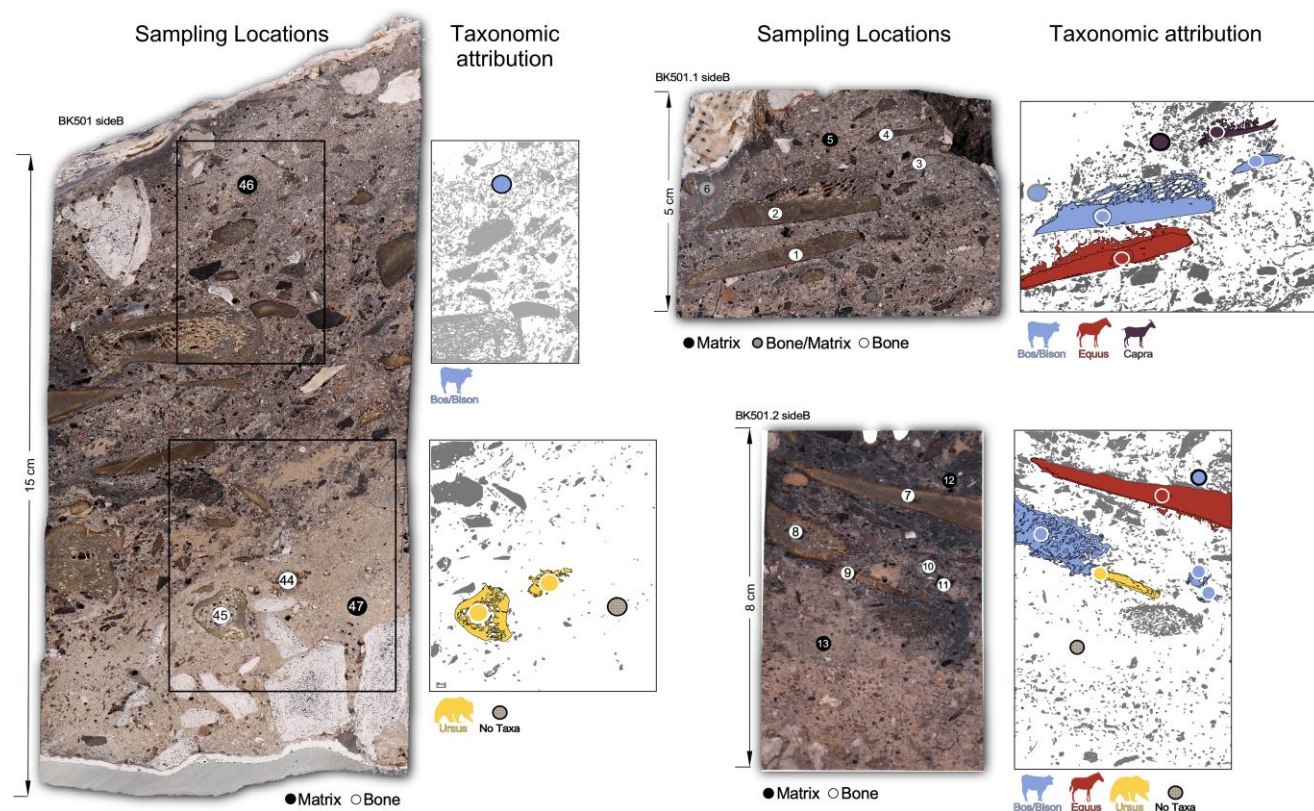 Sampling Locations
Taxonomic
attribution
BK501 sideB
15 cm
46
44
45
47
Bos/Bison
Ursus
No Taxa
Matrix
Bone
Sampling Locations
Taxonomic attribution
BK501.1 sideB
5 cm
5
4
3
6
2
1
Matrix
Bone/Matrix
Bone
Bos/Bison
Equus
Capra
BK501.2 sideB
8 cm
12
7
8
9
10
11
13
Matrix
Bone
Bos/Bison
Equus
Ursus
No Taxa